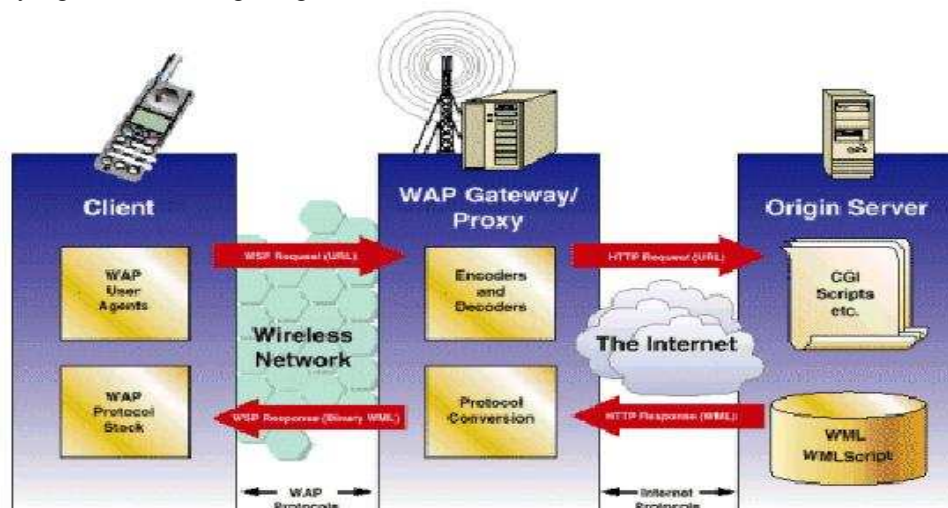 Client
WAP
User
Agents
WAP
Protocol
Stack
WSP Request (URL)
Wireless
Network
WSP Response (Binary WML)
WAP
Protocols
WAP Gateway/
Proxy
Encoders
and
Decoders
Protocol
Conversion
HTTP Request (URL)
The Internet
HTTP Response (WML)
Internet
Protocols
Origin Server
CGI
Scripts
etc.
WML
WMLScript